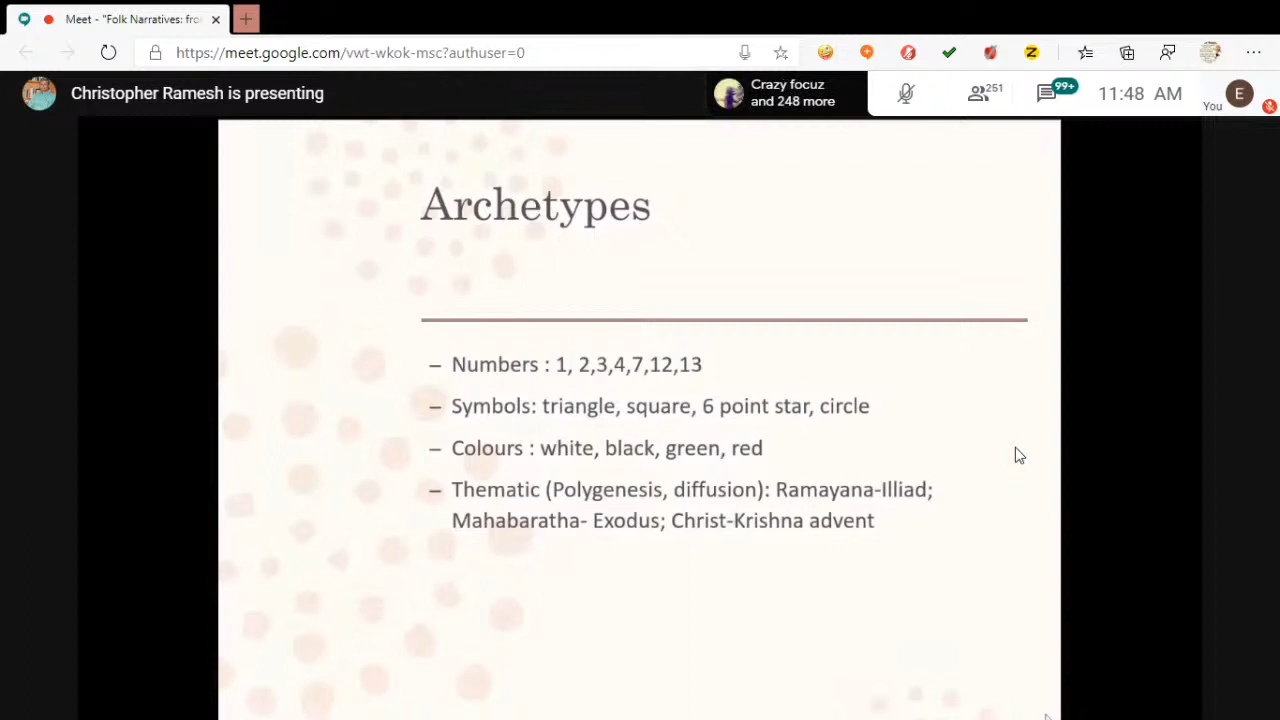 Meet - "Folk Narratives: fro
https://meet.google.com/vwt-wkok-msc?authuser=0
Christopher Ramesh is presenting
Crazy focuz
and 248 more
251
99+
11:48 AM
You
E
Archetypes
– Numbers : 1, 2,3,4,7,12,13
– Symbols: triangle, square, 6 point star, circle
– Colours : white, black, green, red
– Thematic (Polygenesis, diffusion): Ramayana-Illiad;
Mahabaratha- Exodus; Christ-Krishna advent